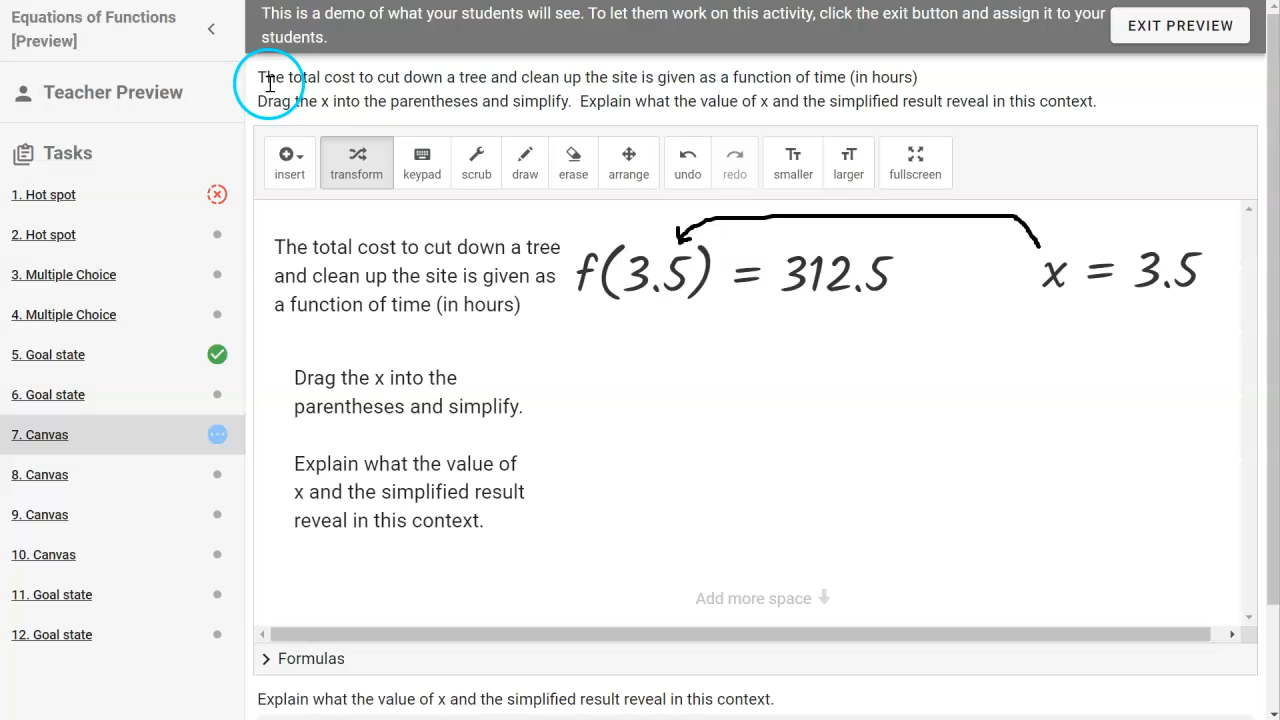 Equations of Functions
[Preview]
This is a demo of what your students will see. To let them work on this activity, click the exit button and assign it to your
students.
EXIT PREVIEW
Teacher Preview
Tasks
1. Hot spot
2. Hot spot
3. Multiple Choice
4. Multiple Choice
5. Goal state
6. Goal state
7. Canvas
8. Canvas
9. Canvas
10. Canvas
11. Goal state
12. Goal state
The total cost to cut down a tree and clean up the site is given as a function of time (in hours)
Drag the x into the parentheses and simplify.  Explain what the value of x and the simplified result reveal in this context.
insert transform keypad scrub draw erase arrange undo redo smaller larger fullscreen
The total cost to cut down a tree
and clean up the site is given as
a function of time (in hours)
f(3.5) = 312.5
x = 3.5
Drag the x into the
parentheses and simplify.
Explain what the value of
x and the simplified result
reveal in this context.
Add more space
Formulas
Explain what the value of x and the simplified result reveal in this context.